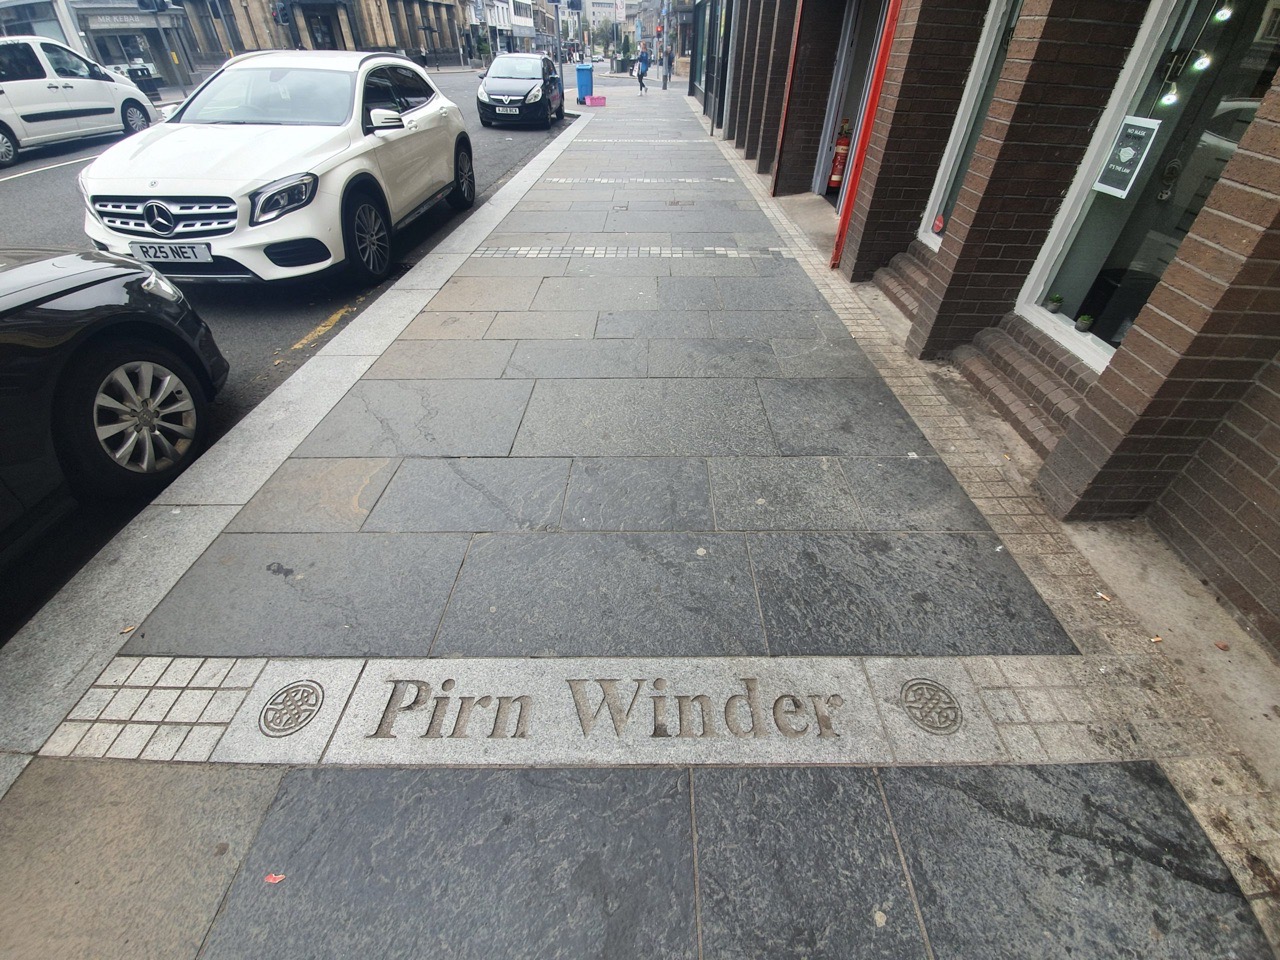 MR KEBAB
R25 NET
NO MASK
IT'S THE LAW
Pirn Winder